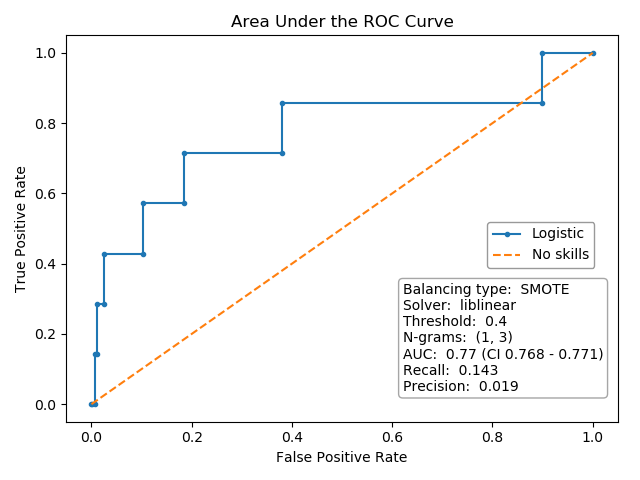 Area Under the ROC Curve
True Positive Rate
1.0
0.8
0.6
0.4
0.2
0.0
Logistic
No skills
Balancing type:  SMOTE
Solver:  liblinear
Threshold:  0.4
N-grams:  (1, 3)
AUC:  0.77 (CI 0.768 - 0.771)
Recall:  0.143
Precision:  0.019
0.0 0.2 0.4 0.6 0.8 1.0
False Positive Rate